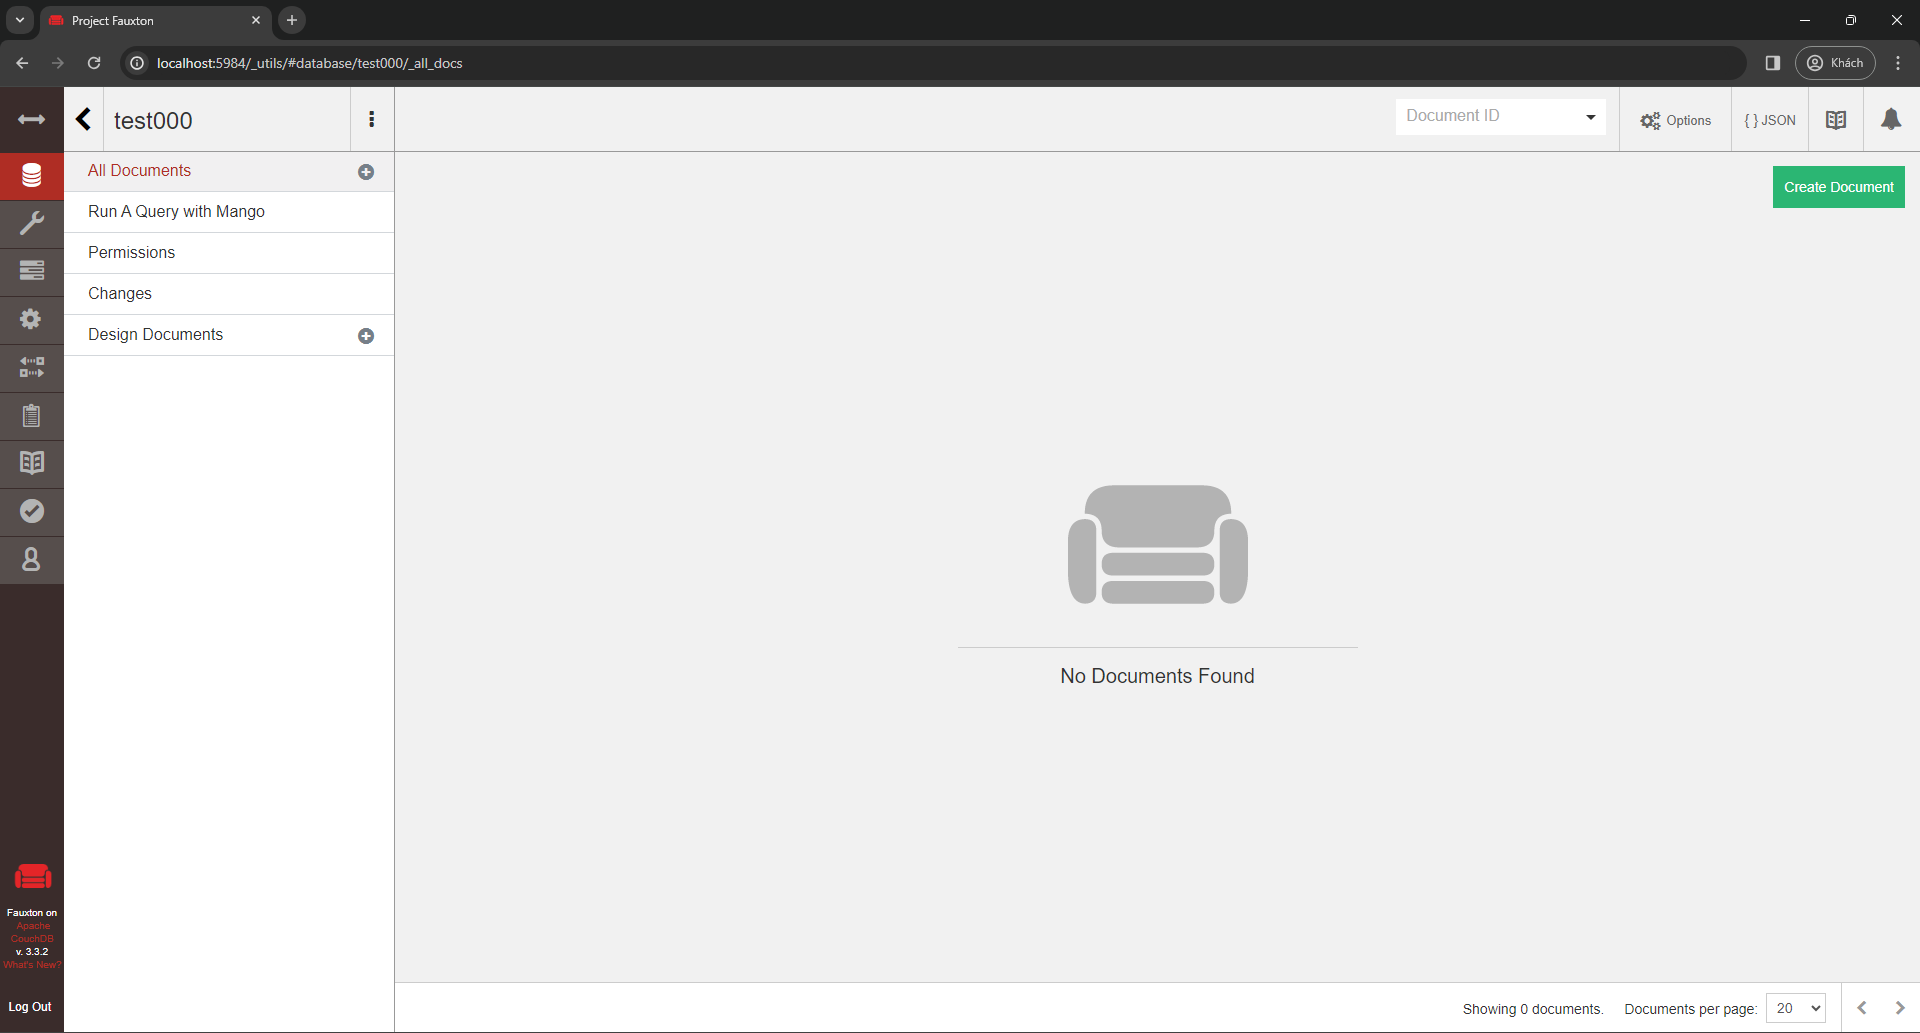 Project Fauxton
localhost:5984/_utils/#database/test000/_all_docs
Khách
test000
Document ID
Options
{ } JSON
All Documents
Run A Query with Mango
Permissions
Changes
Design Documents
Create Document
No Documents Found
Fauxton on
Apache
CouchDB
v. 3.3.2
What's New?
Log Out
Showing 0 documents.
Documents per page:
20